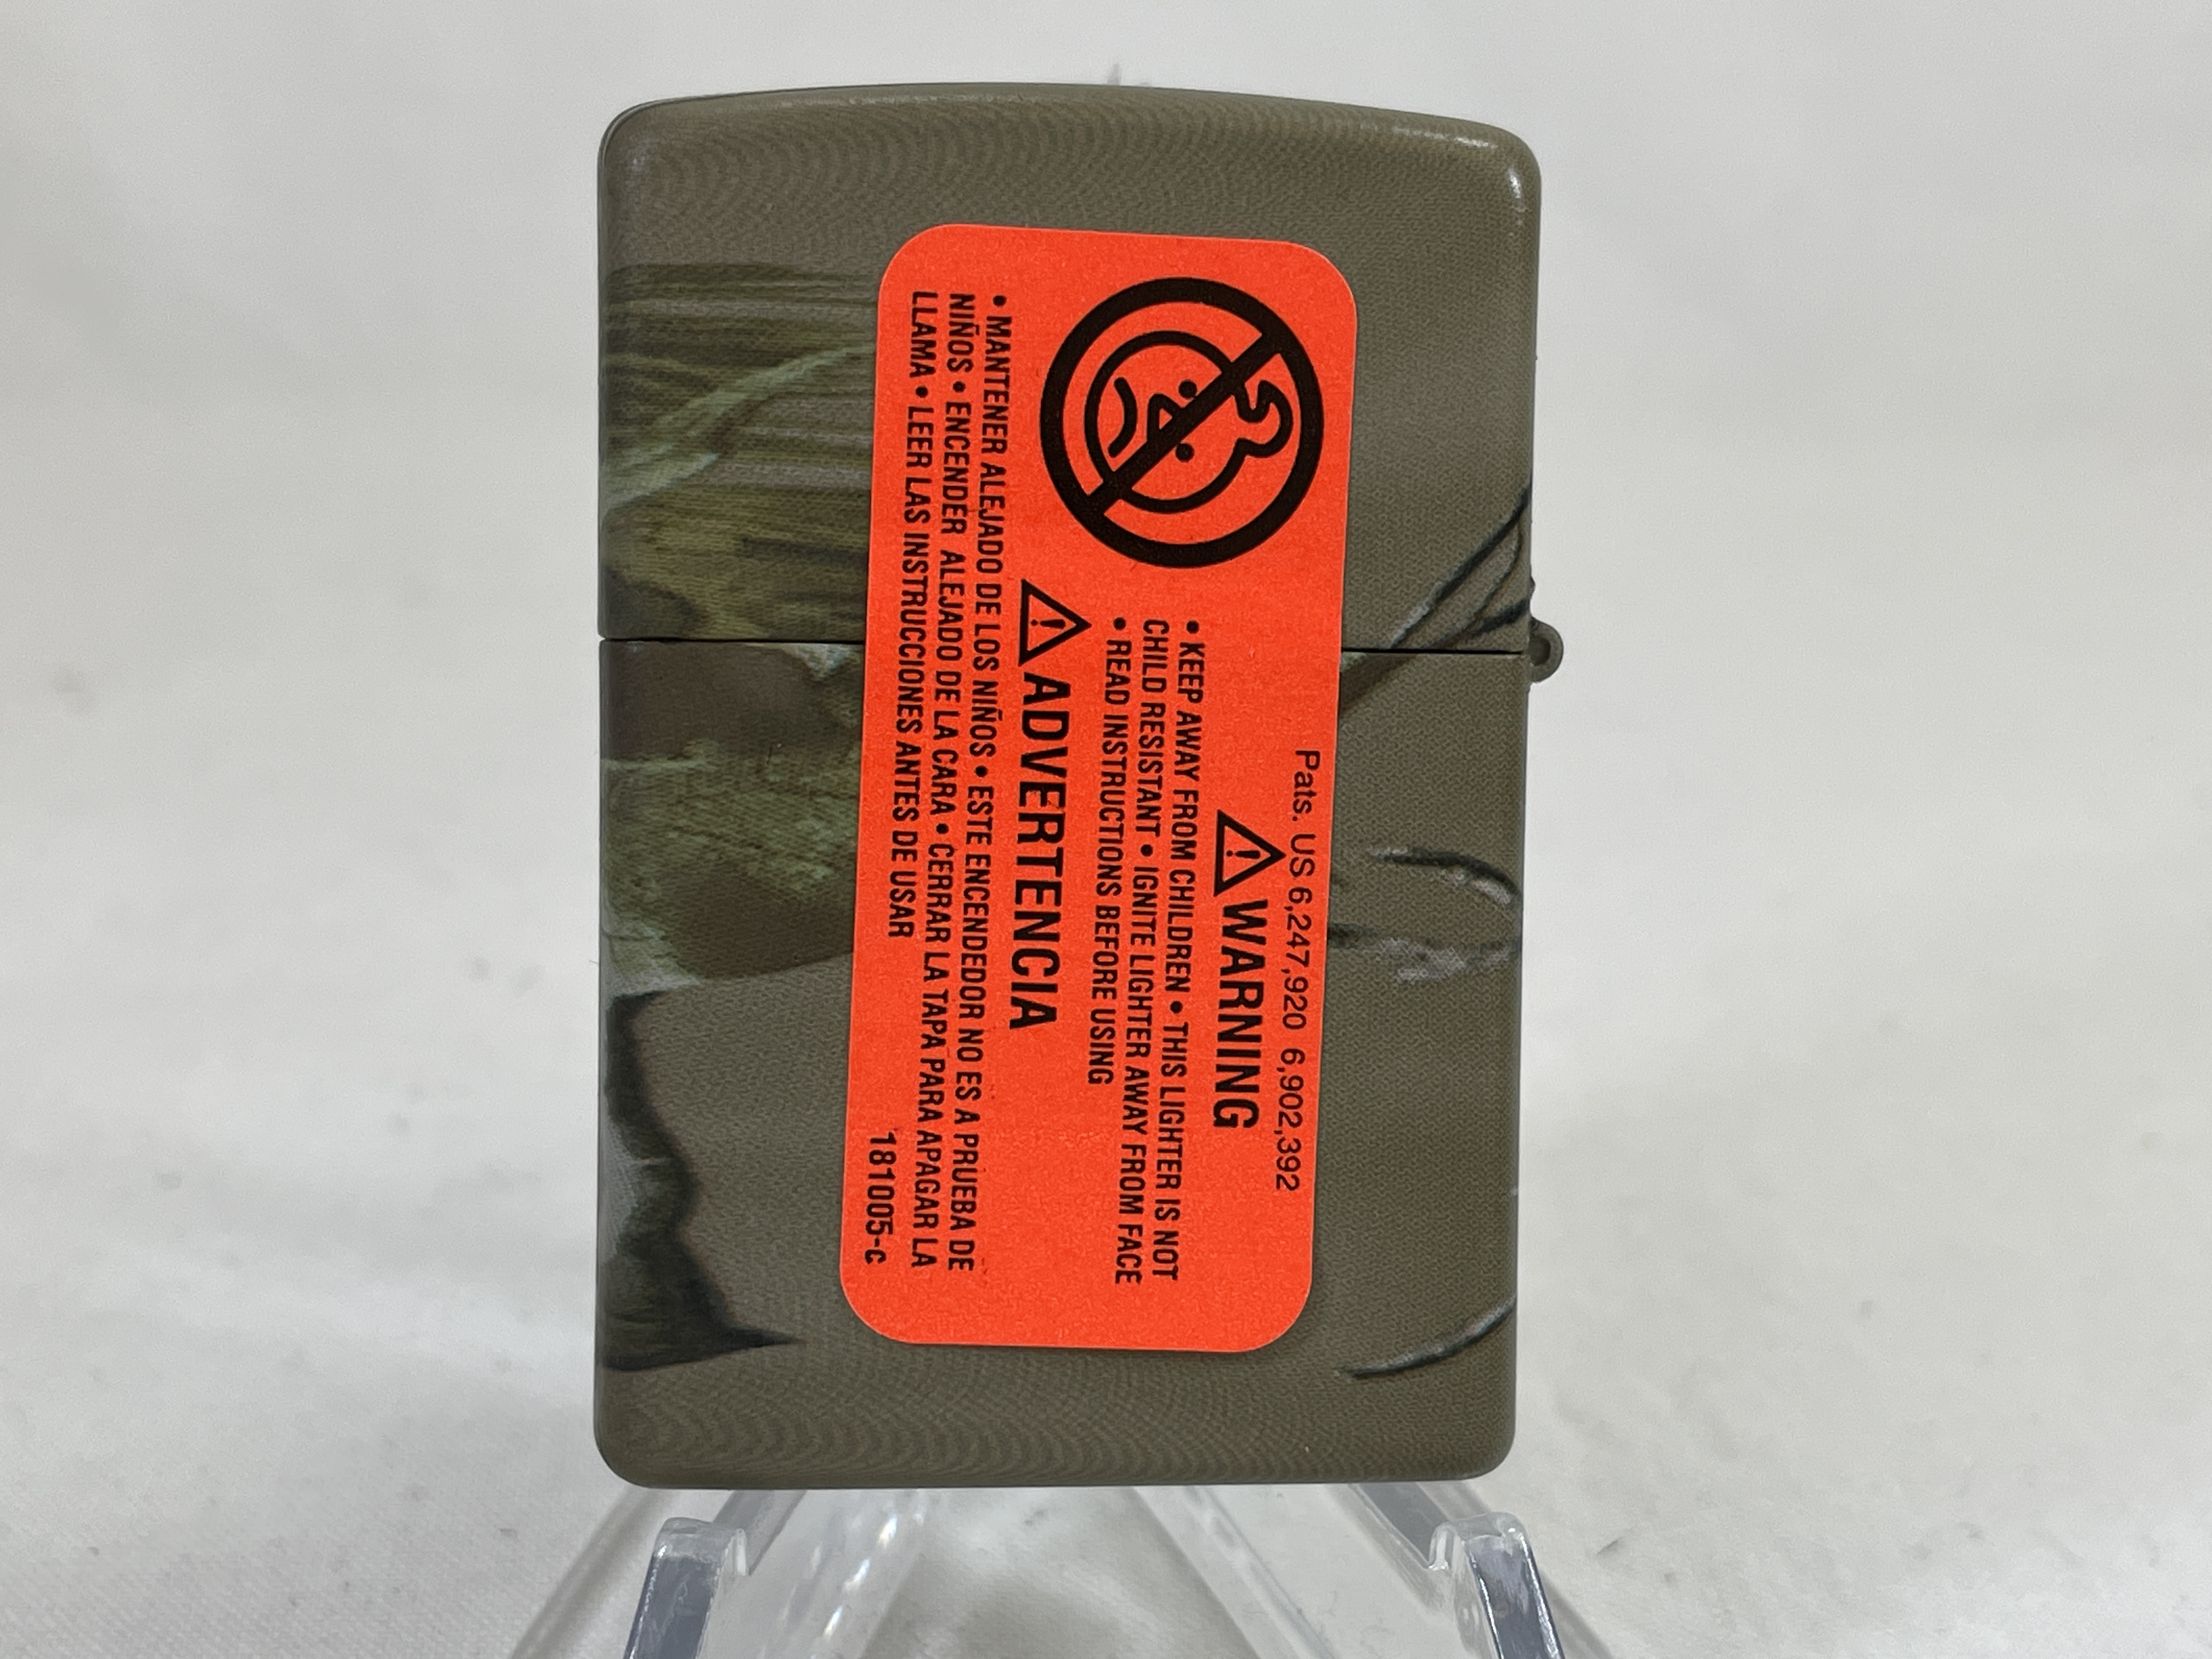 Pats. US 6,247,920 6,902,392
WARNING
• KEEP AWAY FROM CHILDREN • THIS LIGHTER IS NOT
CHILD RESISTANT • IGNITE LIGHTER AWAY FROM FACE
• READ INSTRUCTIONS BEFORE USING
ADVERTENCIA
• MANTENER ALEJADO DE LOS NIÑOS • ESTE ENCENDEDOR NO ES A PRUEBA DE
NIÑOS • ENCENDER ALEJADO DE LA CARA • CERRAR LA TAPA PARA APAGAR LA
LLAMA • LEER LAS INSTRUCCIONES ANTES DE USAR
181005-c